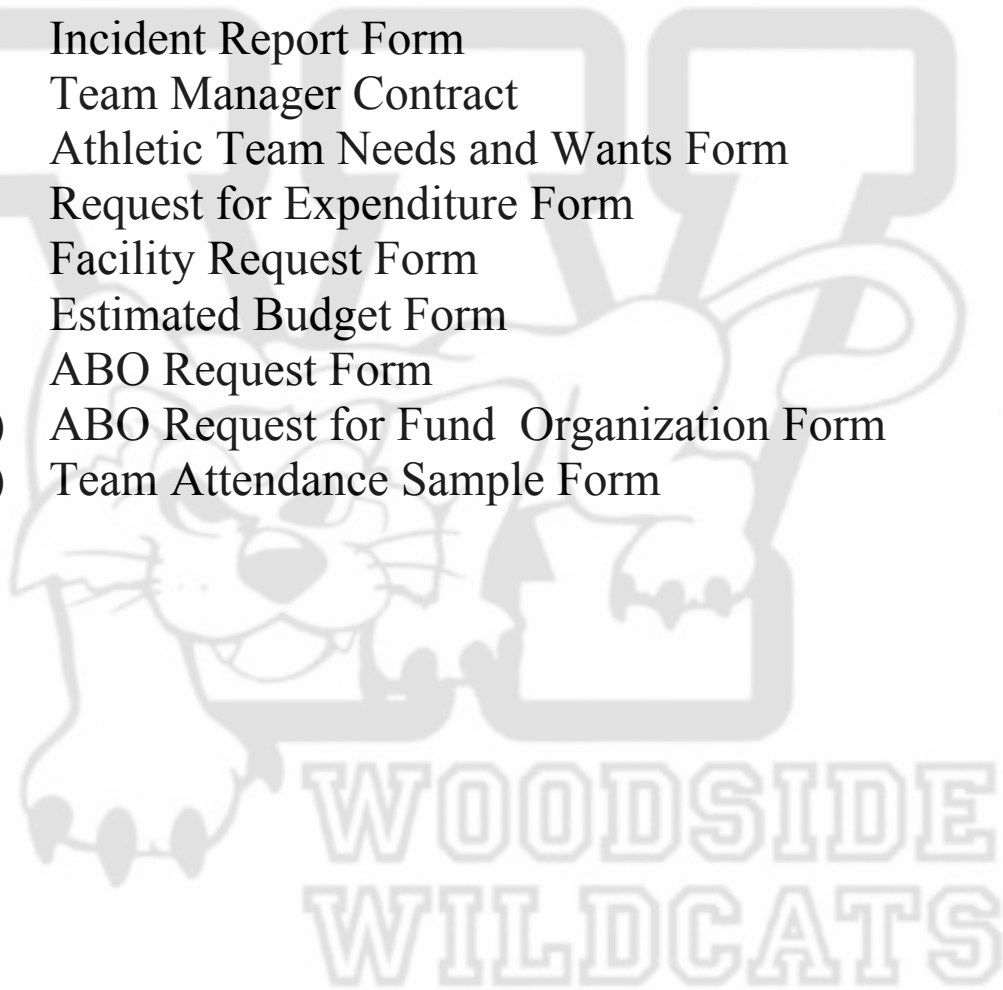 Incident Report Form
Team Manager Contract
Athletic Team Needs and Wants Form
Request for Expenditure Form
Facility Request Form
Estimated Budget Form
ABO Request Form
) ABO Request for Fund  Organization Form
) Team Attendance Sample Form
WOODSIDE
WILDCATS